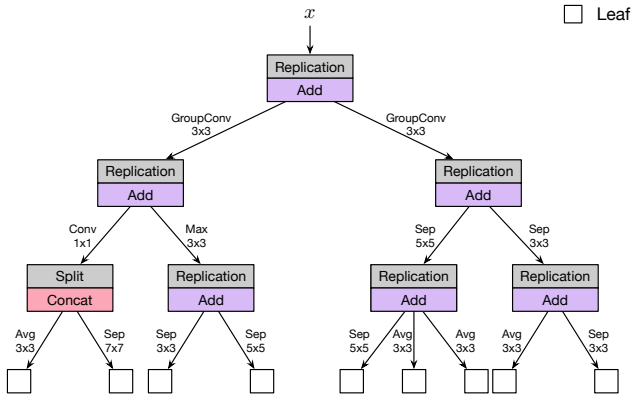 x
Leaf
Replication
Add
GroupConv
3x3
GroupConv
3x3
Replication
Add
Replication
Add
Conv
1x1
Max
3x3
Sep
5x5
Sep
3x3
Split
Concat
Replication
Add
Replication
Add
Replication
Add
Avg
3x3
Sep
7x7
Sep
3x3
Sep
5x5
Sep
5x5
Avg
3x3
Avg
3x3
Avg
3x3
Sep
3x3